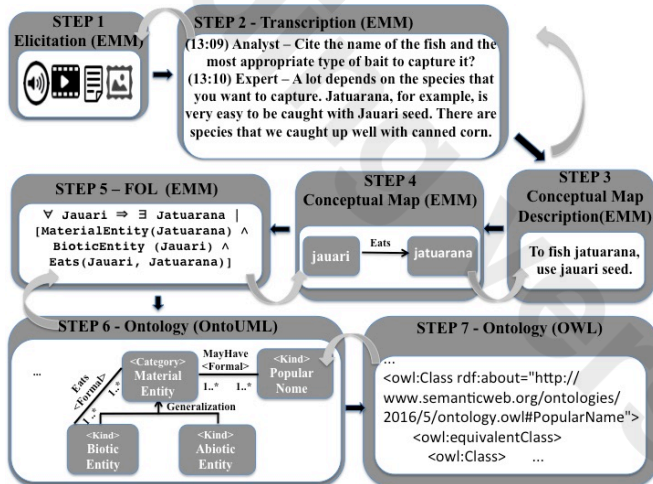 STEP 1
Elicitation (EMM)
STEP 2 - Transcription (EMM)
(13:09) Analyst – Cite the name of the fish and the
most appropriate type of bait to capture it?
(13:10) Expert – A lot depends on the species that
you want to capture. Jatuarana, for example, is
very easy to be caught with Jauari seed. There are
species that we caught up well with canned corn.
STEP 3
Conceptual Map
Description(EMM)
To fish jatuarana,
use jauari seed.
STEP 4
Conceptual Map (EMM)
jauari
Eats
jatuarana
STEP 5 – FOL (EMM)
∀ Jauari ⇒ ∃ Jatuarana |
[MaterialEntity(Jatuarana) ∧
BioticEntity (Jauari) ∧
Eats(Jauari, Jatuarana)]
STEP 6 - Ontology (OntoUML)
...
Eats
<Formal>
1..*
1..*
<Category>
Material
Entity
MayHave
<Formal>
1..* 1..*
<Kind>
Popular
Nome
Generalization
<Kind>
Biotic
Entity
<Kind>
Abiotic
Entity
STEP 7 - Ontology (OWL)
...
<owl:Class rdf:about="http://
www.semanticweb.org/ontologies/
2016/5/ontology.owl#PopularName">
<owl:equivalentClass>
<owl:Class> ...